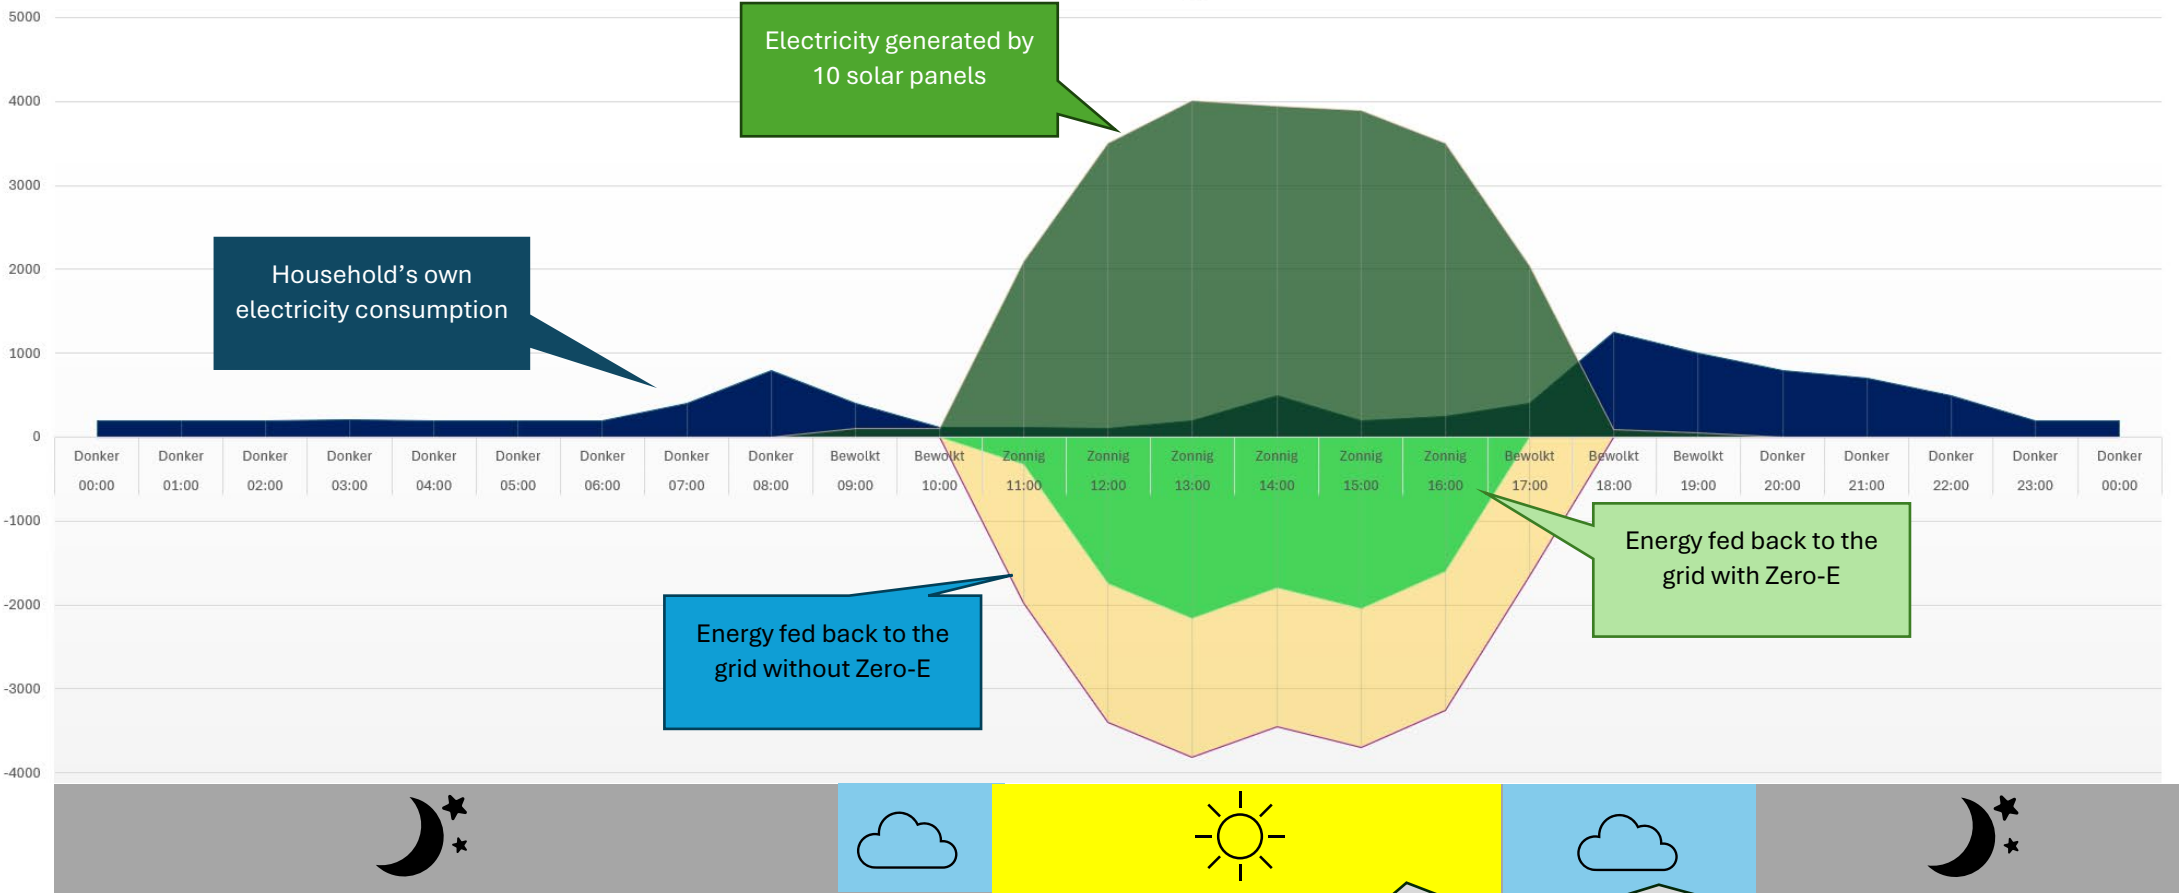 5000
Electricity generated by
10 solar panels
4000
3000
Household’s own
electricity consumption
2000
1000
0
Donker Donker Donker Donker Donker Donker Donker Donker Donker Bewolkt Bewolkt Zonnig Zonnig Zonnig Zonnig Zonnig Zonnig Bewolkt Bewolkt Bewolkt Donker Donker Donker Donker Donker
00:00 01:00 02:00 03:00 04:00 05:00 06:00 07:00 08:00 09:00 10:00 11:00 12:00 13:00 14:00 15:00 16:00 17:00 18:00 19:00 20:00 21:00 22:00 23:00 00:00
-1000
Energy fed back to the
grid with Zero-E
-2000
Energy fed back to the
grid without Zero-E
-3000
-4000